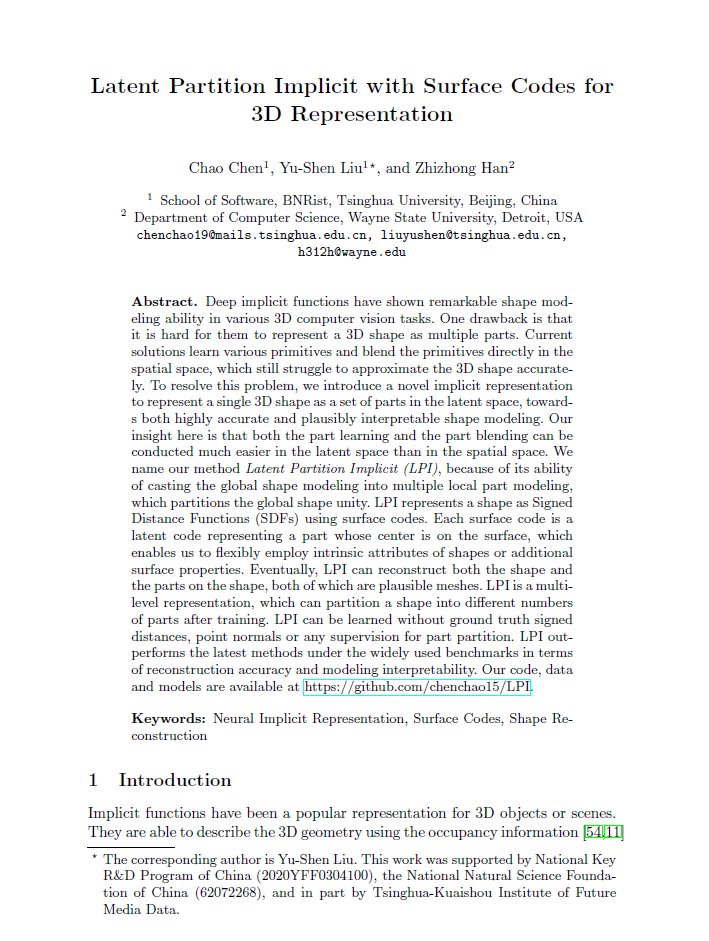 Latent Partition Implicit with Surface Codes for
3D Representation
Chao Chen1, Yu-Shen Liu1⋆, and Zhizhong Han2
1 School of Software, BNRist, Tsinghua University, Beijing, China
2 Department of Computer Science, Wayne State University, Detroit, USA
chenchao19@mails.tsinghua.edu.cn, liuyushen@tsinghua.edu.cn,
h312h@wayne.edu
Abstract. Deep implicit functions have shown remarkable shape mod-
eling ability in various 3D computer vision tasks. One drawback is that
it is hard for them to represent a 3D shape as multiple parts. Current
solutions learn various primitives and blend the primitives directly in the
spatial space, which still struggle to approximate the 3D shape accurate-
ly. To resolve this problem, we introduce a novel implicit representation
to represent a single 3D shape as a set of parts in the latent space, toward-
s both highly accurate and plausibly interpretable shape modeling. Our
insight here is that both the part learning and the part blending can be
conducted much easier in the latent space than in the spatial space. We
name our method Latent Partition Implicit (LPI), because of its ability
of casting the global shape modeling into multiple local part modeling,
which partitions the global shape unity. LPI represents a shape as Signed
Distance Functions (SDFs) using surface codes. Each surface code is a
latent code representing a part whose center is on the surface, which
enables us to flexibly employ intrinsic attributes of shapes or additional
surface properties. Eventually, LPI can reconstruct both the shape and
the parts on the shape, both of which are plausible meshes. LPI is a multi-
level representation, which can partition a shape into different numbers
of parts after training. LPI can be learned without ground truth signed
distances, point normals or any supervision for part partition. LPI out-
performs the latest methods under the widely used benchmarks in terms
of reconstruction accuracy and modeling interpretability. Our code, data
and models are available at https://github.com/chenchao15/LPI.
Keywords: Neural Implicit Representation, Surface Codes, Shape Re-
construction
1 Introduction
Implicit functions have been a popular representation for 3D objects or scenes.
They are able to describe the 3D geometry using the occupancy information [54,11]
⋆ The corresponding author is Yu-Shen Liu. This work was supported by National Key
R&D Program of China (2020YFF0304100), the National Natural Science Founda-
tion of China (62072268), and in part by Tsinghua-Kuaishou Institute of Future
Media Data.